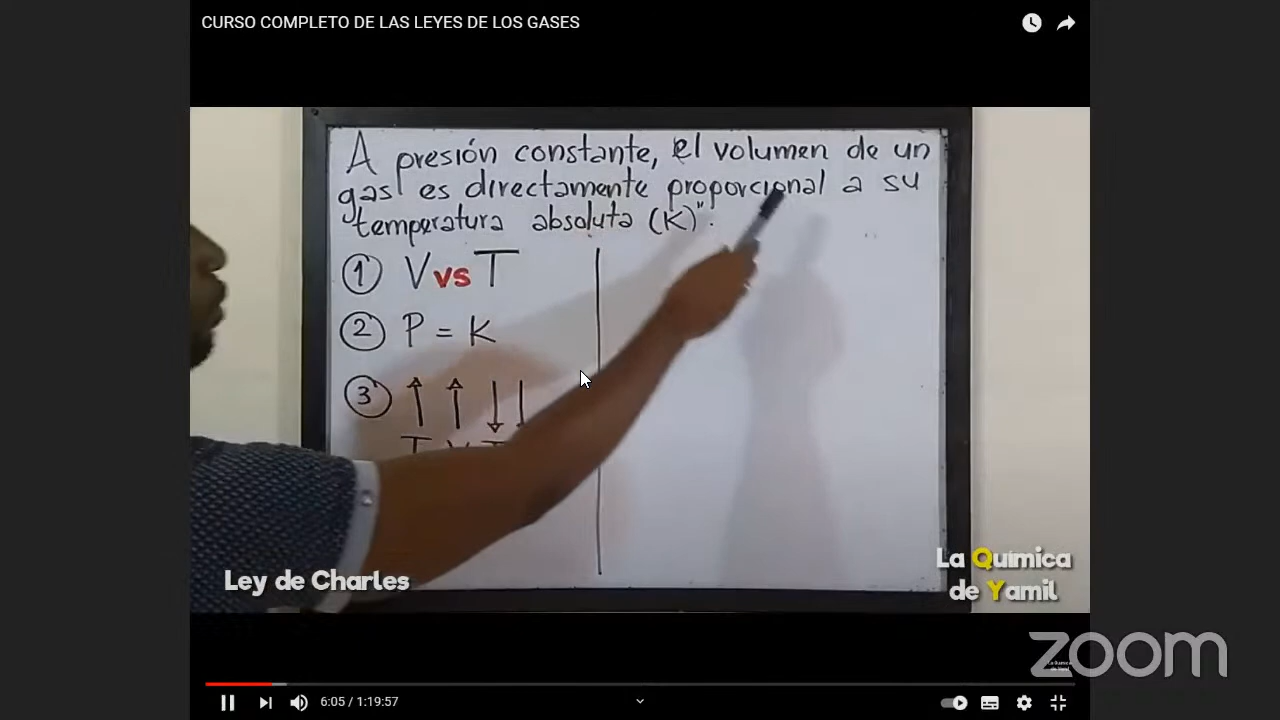 CURSO COMPLETO DE LAS LEYES DE LOS GASES
A presión constante, el volumen de un
gas es directamente proporcional a su
temperatura absoluta (K)".
1 V vs T
2 P = K
3
T V T
Ley de Charles
La Química
de Yamil
zoom
6:05 / 1:19:57